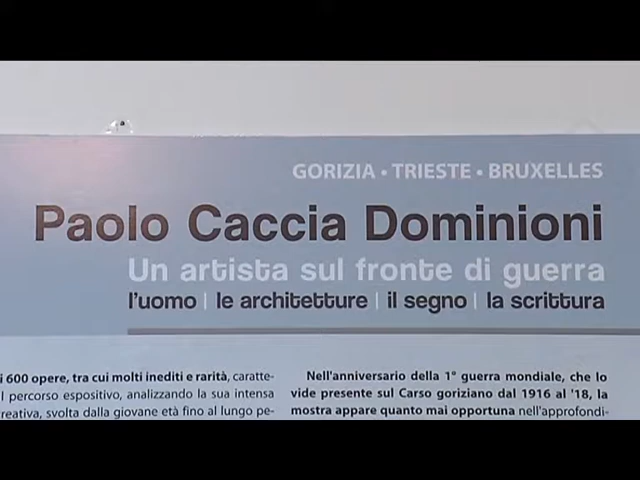 GORIZIA • TRIESTE • BRUXELLES
Paolo Caccia Dominioni
Un artista sul fronte di guerra
l'uomo | le architetture | il segno | la scrittura
i 600 opere, tra cui molti inediti e rarità, caratte-
l percorso espositivo, analizzando la sua intensa
reativa, svolta dalla giovane età fino al lungo pe-
Nell'anniversario della 1° guerra mondiale, che lo
vide presente sul Carso goriziano dal 1916 al '18, la
mostra appare quanto mai opportuna nell'approfondi-